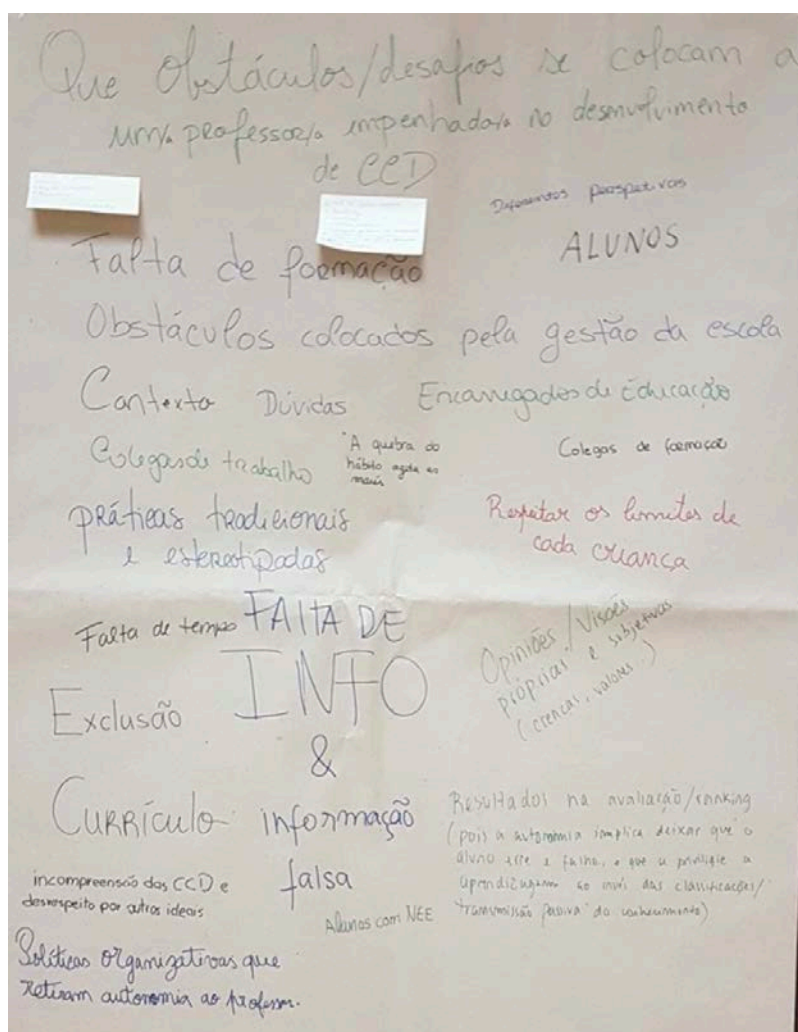 Que Obstáculos/desafios se colocam a
um/a professor/a empenhado/a no desenvolvimento
de CCD
Diferentes perspetivas
ALUNOS
Falta de formação
Obstáculos colocados pela gestão da escola
Contexto Dúvidas Encarregados de Educação
Colegas de trabalho
"A quebra do
hábito
Colegas de formação
práticas tradicionais
e estereotipadas
Respeitar os limites de
cada criança
Falta de tempo
FALTA DE
INFO
&
informação
falsa
Opiniões/Visões
próprias e subjetivas
(crenças, valores...)
Exclusão
Currículo
Resultados na avaliação/ranking
(pois a autonomia implica deixar que o
aluno erre e falhe, e que se privilegie a
aprendizagem ao invés das classificações/
transmissão passiva do conhecimento)
incompreensão das CCD e
desrespeito por outros ideais
Alunos com NEE
Políticas Organizativas que
retiram autonomia ao professor.